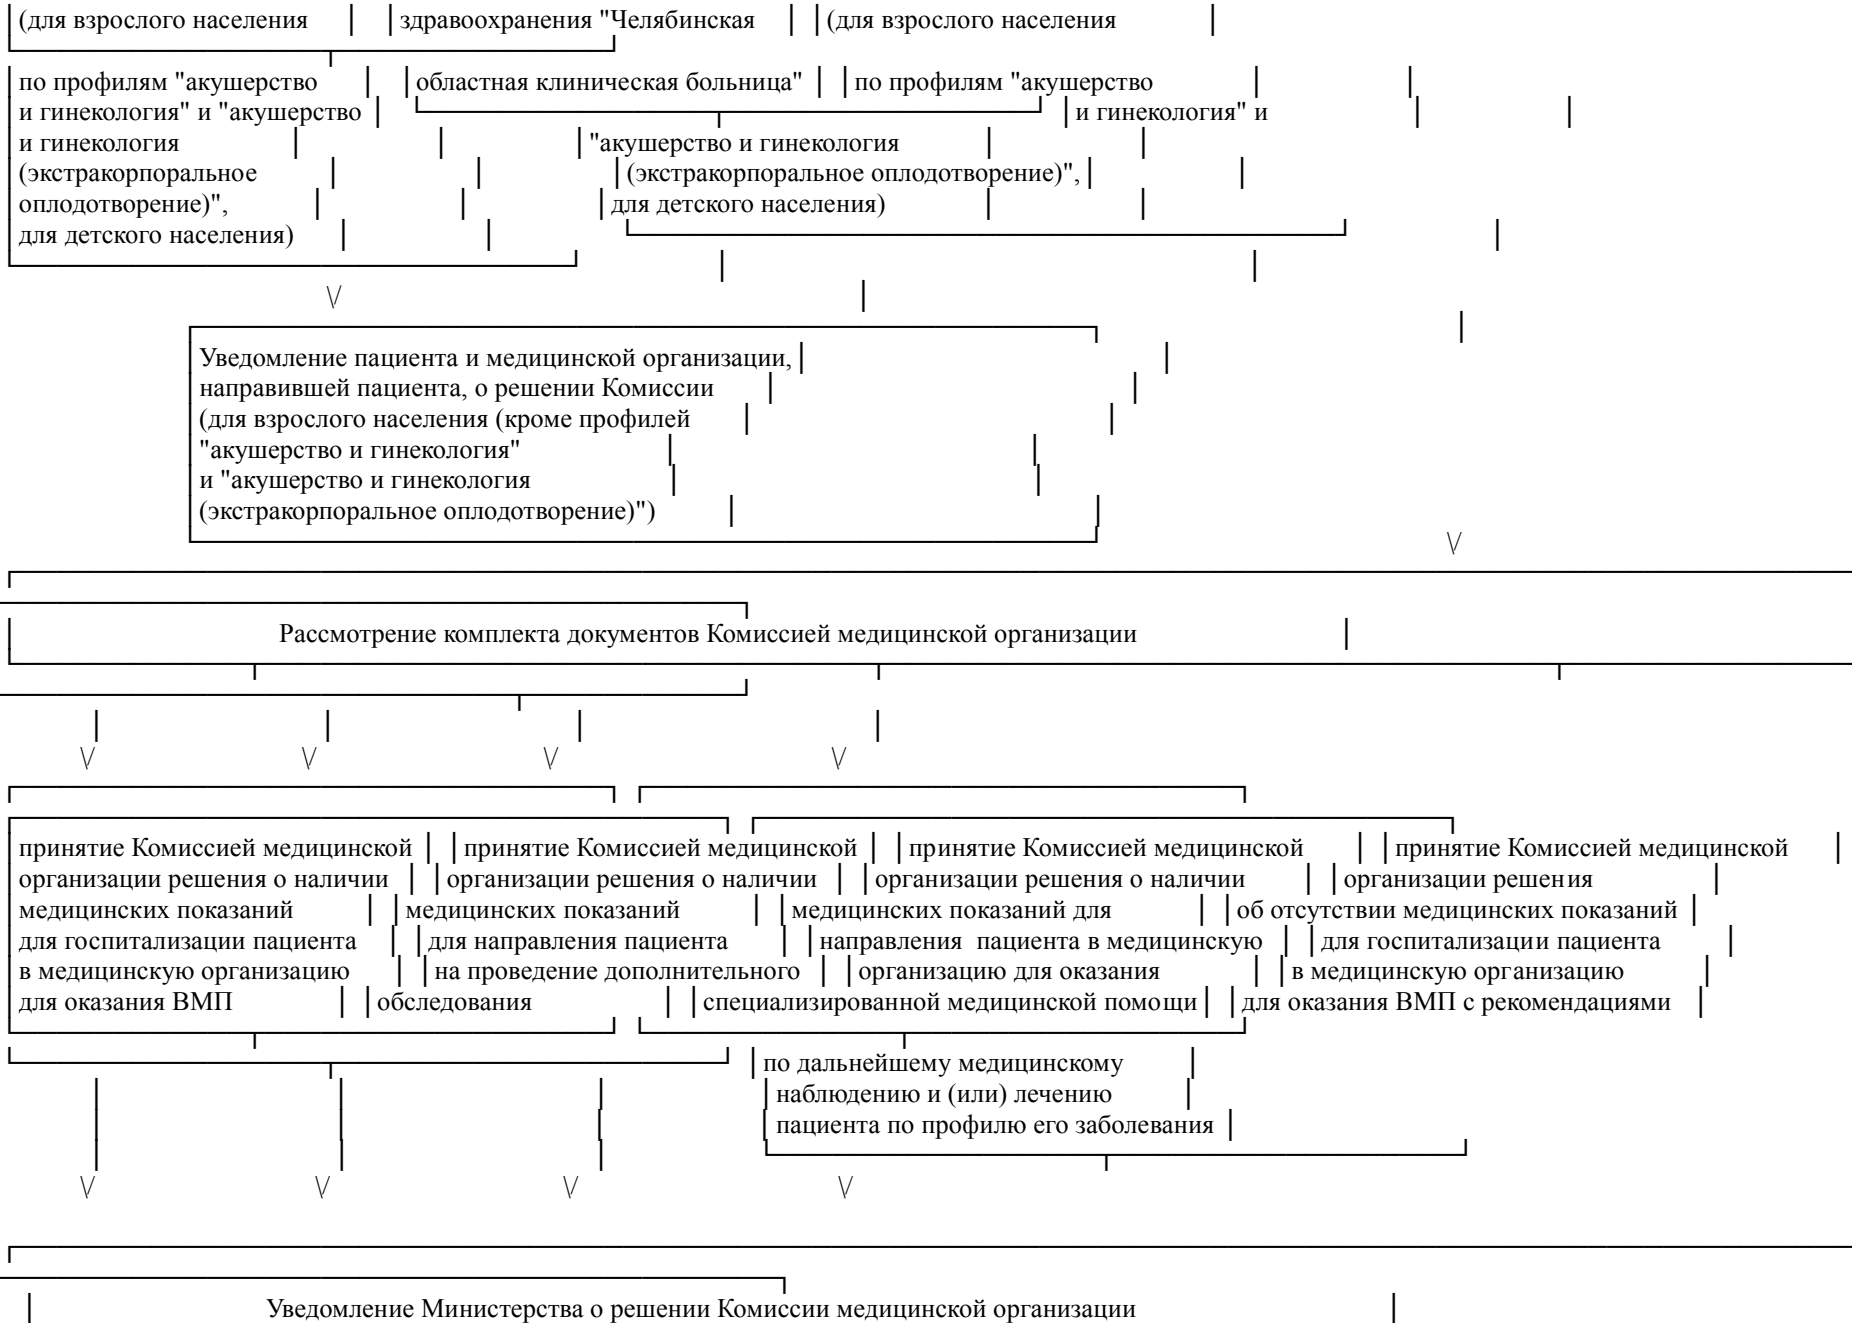 (для взрослого населения здравоохранения "Челябинская (для взрослого населения
по профилям "акушерство областная клиническая больница" по профилям "акушерство
и гинекология" и "акушерство и гинекология" и
и гинекология "акушерство и гинекология
(экстракорпоральное (экстракорпоральное оплодотворение)",
оплодотворение)", для детского населения)
для детского населения)
Уведомление пациента и медицинской организации,
направившей пациента, о решении Комиссии
(для взрослого населения (кроме профилей
"акушерство и гинекология"
и "акушерство и гинекология
(экстракорпоральное оплодотворение)")
Рассмотрение комплекта документов Комиссией медицинской организации
принятие Комиссией медицинской принятие Комиссией медицинской принятие Комиссией медицинской принятие Комиссией медицинской
организации решения о наличии организации решения о наличии организации решения о наличии организации решения
медицинских показаний медицинских показаний медицинских показаний для об отсутствии медицинских показаний
для госпитализации пациента для направления пациента направления пациента в медицинскую для госпитализации пациента
в медицинскую организацию на проведение дополнительного организацию для оказания в медицинскую организацию
для оказания ВМП обследования специализированной медицинской помощи для оказания ВМП с рекомендациями
по дальнейшему медицинскому
наблюдению и (или) лечению
пациента по профилю его заболевания
Уведомление Министерства о решении Комиссии медицинской организации